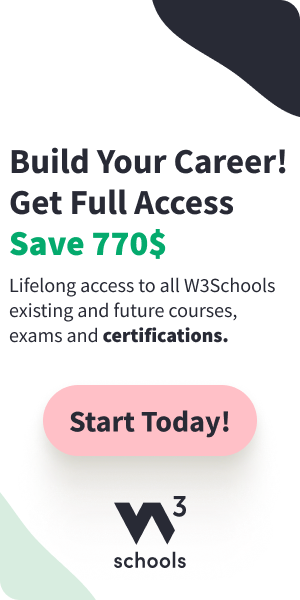 Build Your Career!
Get Full Access
Save 770$
Lifelong access to all W3Schools
existing and future courses,
exams and certifications.
Start Today!
W3
schools